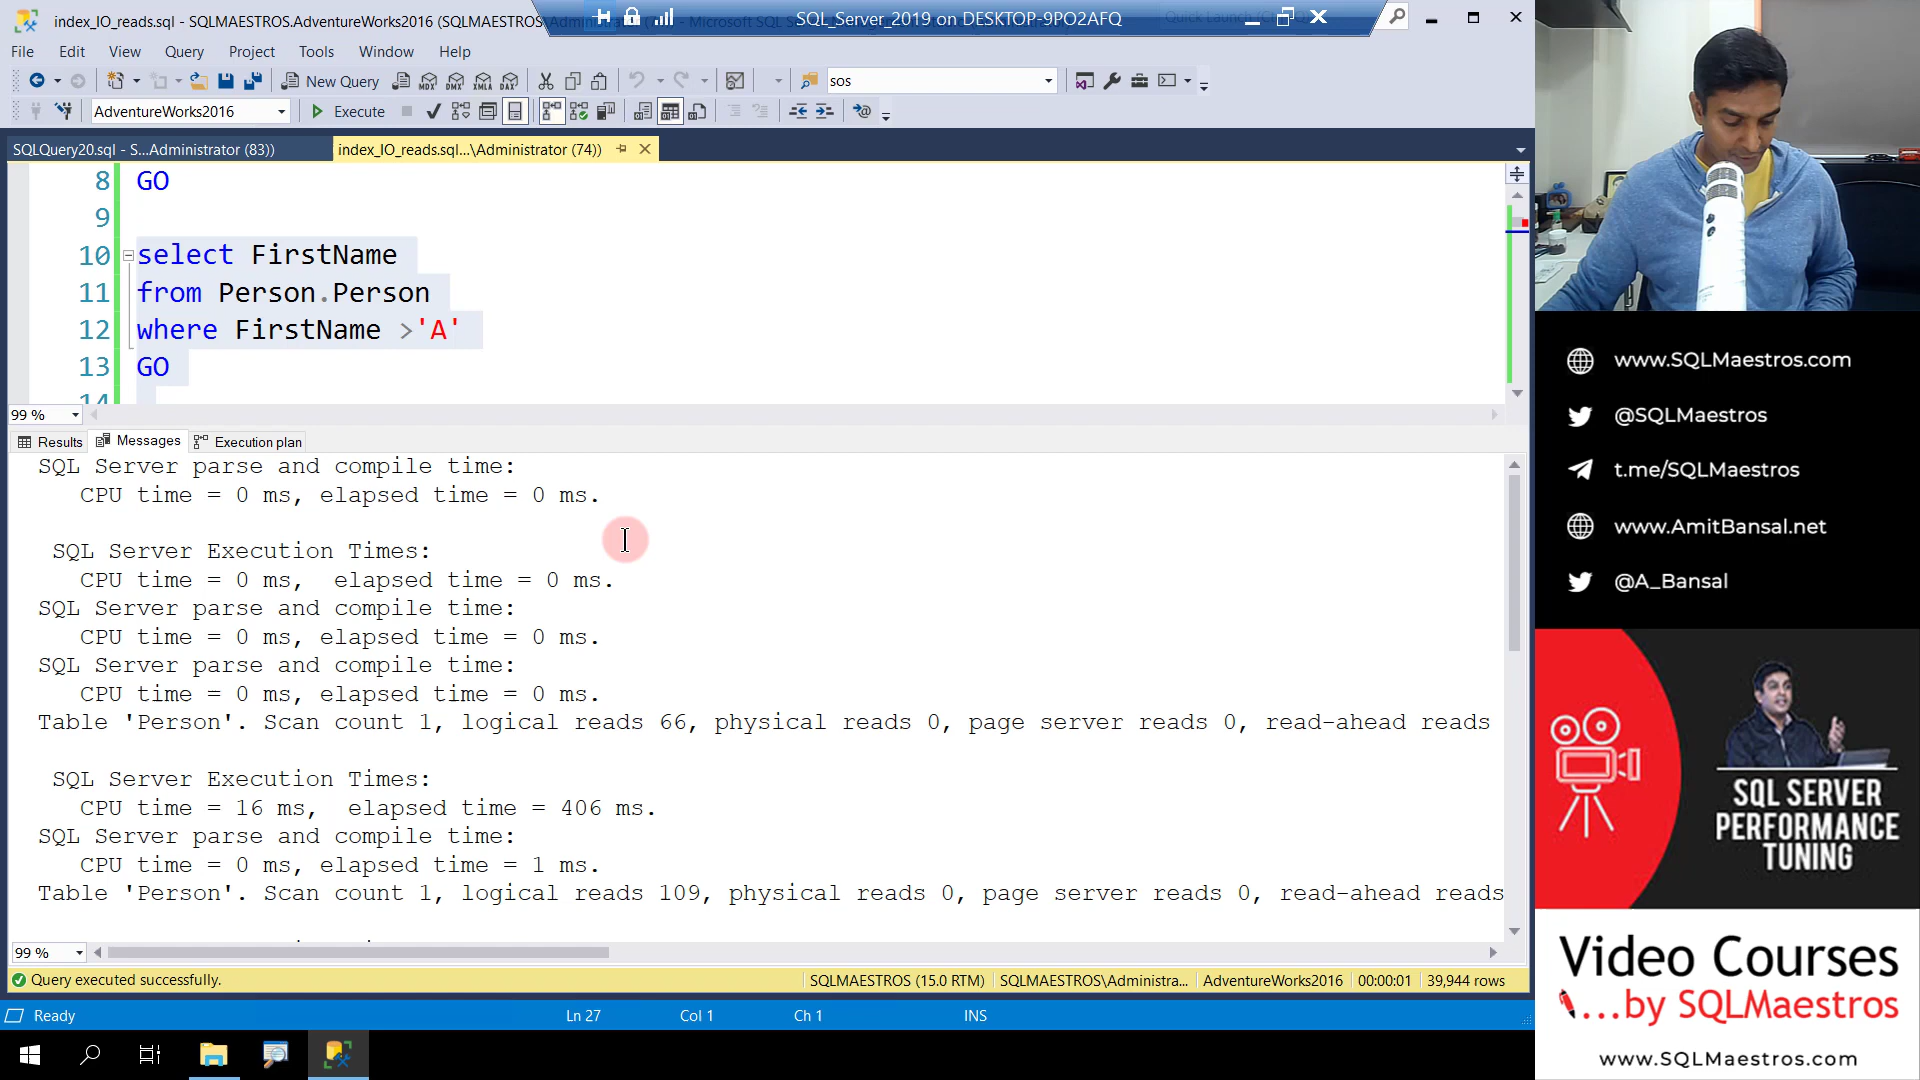 index_IO_reads.sql - SQLMAESTROS.AdventureWorks2016 (SQLMAESTROS\Administra
SQL_Server_2019 on DESKTOP-9PO2AFQ
File Edit View Query Project Tools Window Help
New Query
MDX DMX XMLA DAX
sos
AdventureWorks2016
Execute
SQLQuery20.sql - S...Administrator (83))
index_IO_reads.sql...\Administrator (74))
8 GO
9
10 select FirstName
11 from Person.Person
12 where FirstName >'A'
13 GO
14
99 %
Results Messages Execution plan
SQL Server parse and compile time:
CPU time = 0 ms, elapsed time = 0 ms.
SQL Server Execution Times:
CPU time = 0 ms,  elapsed time = 0 ms.
SQL Server parse and compile time:
CPU time = 0 ms, elapsed time = 0 ms.
SQL Server parse and compile time:
CPU time = 0 ms, elapsed time = 0 ms.
Table 'Person'. Scan count 1, logical reads 66, physical reads 0, page server reads 0, read-ahead reads
SQL Server Execution Times:
CPU time = 16 ms,  elapsed time = 406 ms.
SQL Server parse and compile time:
CPU time = 0 ms, elapsed time = 1 ms.
Table 'Person'. Scan count 1, logical reads 109, physical reads 0, page server reads 0, read-ahead reads
99 %
Query executed successfully.
SQLMAESTROS (15.0 RTM) SQLMAESTROS\Administra... AdventureWorks2016 00:00:01 39,944 rows
Ready
Ln 27 Col 1 Ch 1 INS
www.SQLMaestros.com
@SQLMaestros
t.me/SQLMaestros
www.AmitBansal.net
@A_Bansal
SQL SERVER
PERFORMANCE
TUNING
Video Courses
...by SQLMaestros
www.SQLMaestros.com